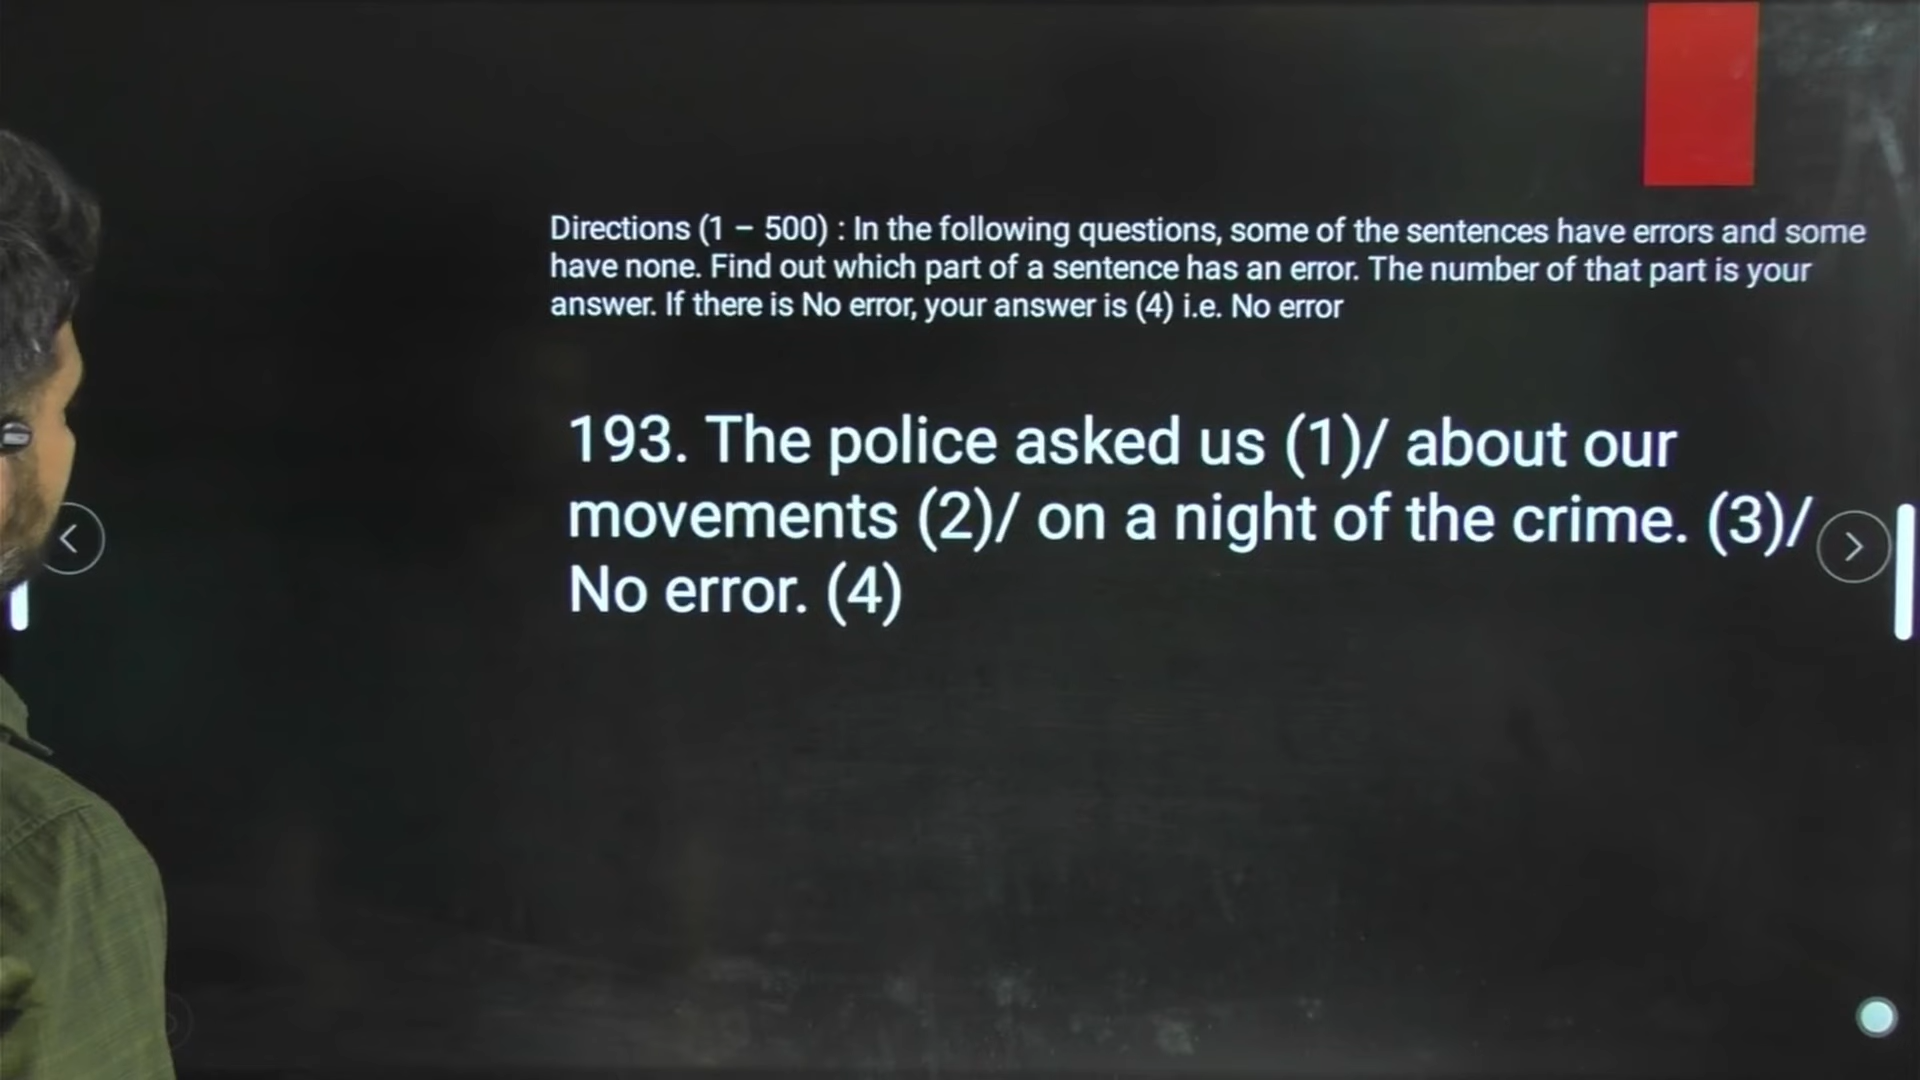 Directions (1 – 500) : In the following questions, some of the sentences have errors and some
have none. Find out which part of a sentence has an error. The number of that part is your
answer. If there is No error, your answer is (4) i.e. No error
193. The police asked us (1)/ about our
movements (2)/ on a night of the crime. (3)/
No error. (4)